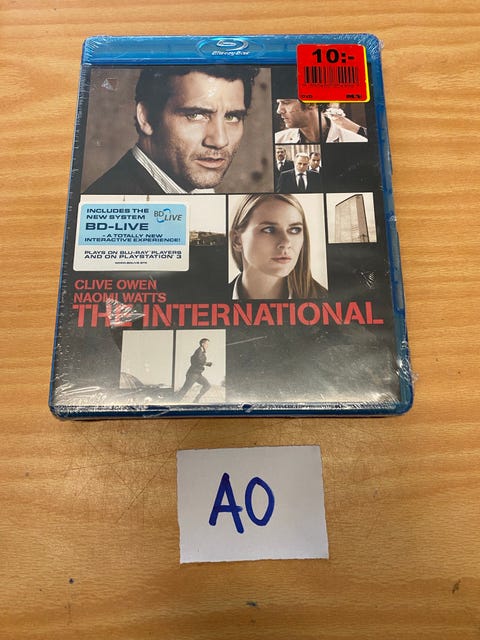 Blu-ray Disc
10:-
INCLUDES THE
NEW SYSTEM
BD-LIVE
BD LIVE
- A TOTALLY NEW
INTERACTIVE EXPERIENCE!
PLAYS ON BLU-RAY PLAYERS
AND ON PLAYSTATION 3
CLIVE OWEN
NAOMI WATTS
THE INTERNATIONAL
AO